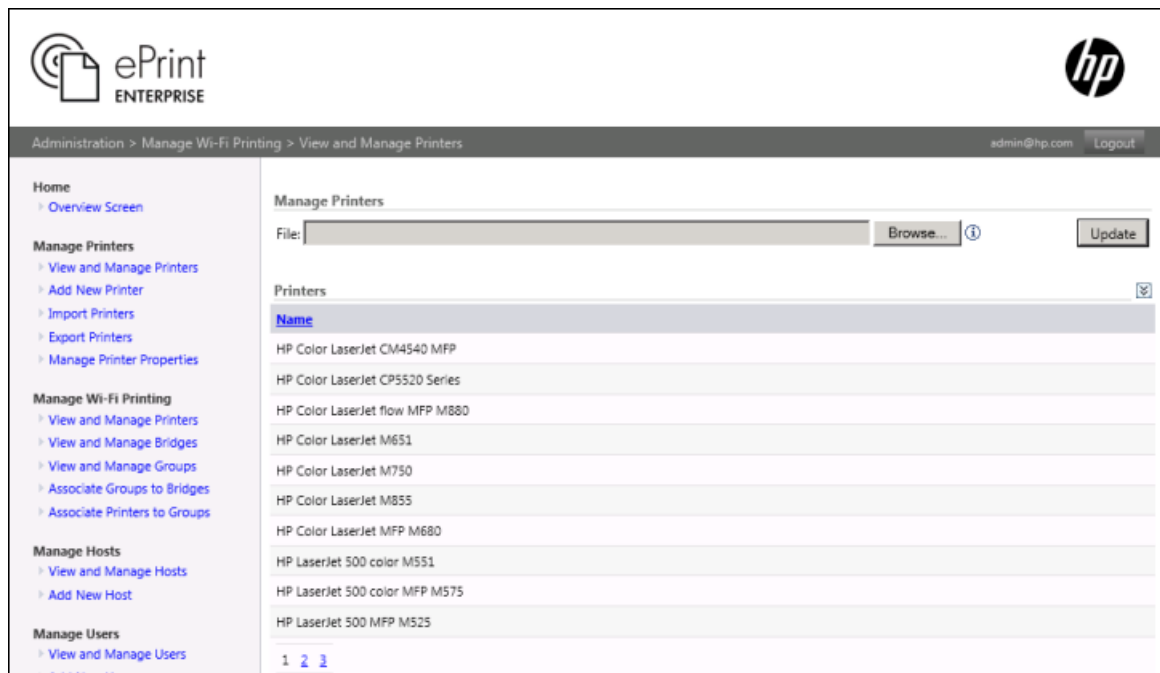 ePrint
ENTERPRISE
hp
Administration > Manage Wi-Fi Printing > View and Manage Printers
admin@hp.com
Logout
Home
Overview Screen
Manage Printers
View and Manage Printers
Add New Printer
Import Printers
Export Printers
Manage Printer Properties
Manage Wi-Fi Printing
View and Manage Printers
View and Manage Bridges
View and Manage Groups
Associate Groups to Bridges
Associate Printers to Groups
Manage Hosts
View and Manage Hosts
Add New Host
Manage Users
View and Manage Users
Manage Printers
File:
Browse...
Update
Printers
Name
HP Color LaserJet CM4540 MFP
HP Color LaserJet CP5520 Series
HP Color LaserJet flow MFP M880
HP Color LaserJet M651
HP Color LaserJet M750
HP Color LaserJet M855
HP Color LaserJet MFP M680
HP LaserJet 500 color M551
HP LaserJet 500 color MFP M575
HP LaserJet 500 MFP M525
1 2 3